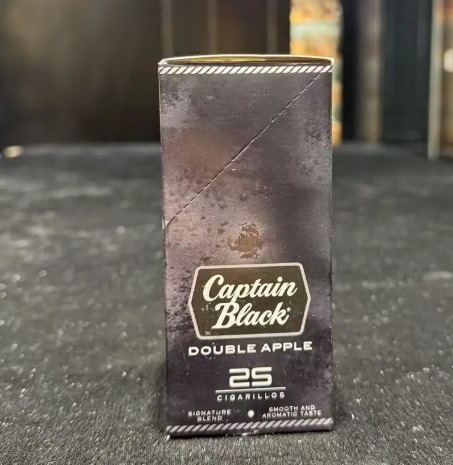 Captain
Black®
DOUBLE APPLE
25
CIGARILLOS
SIGNATURE
BLEND
SMOOTH AND
AROMATIC TASTE